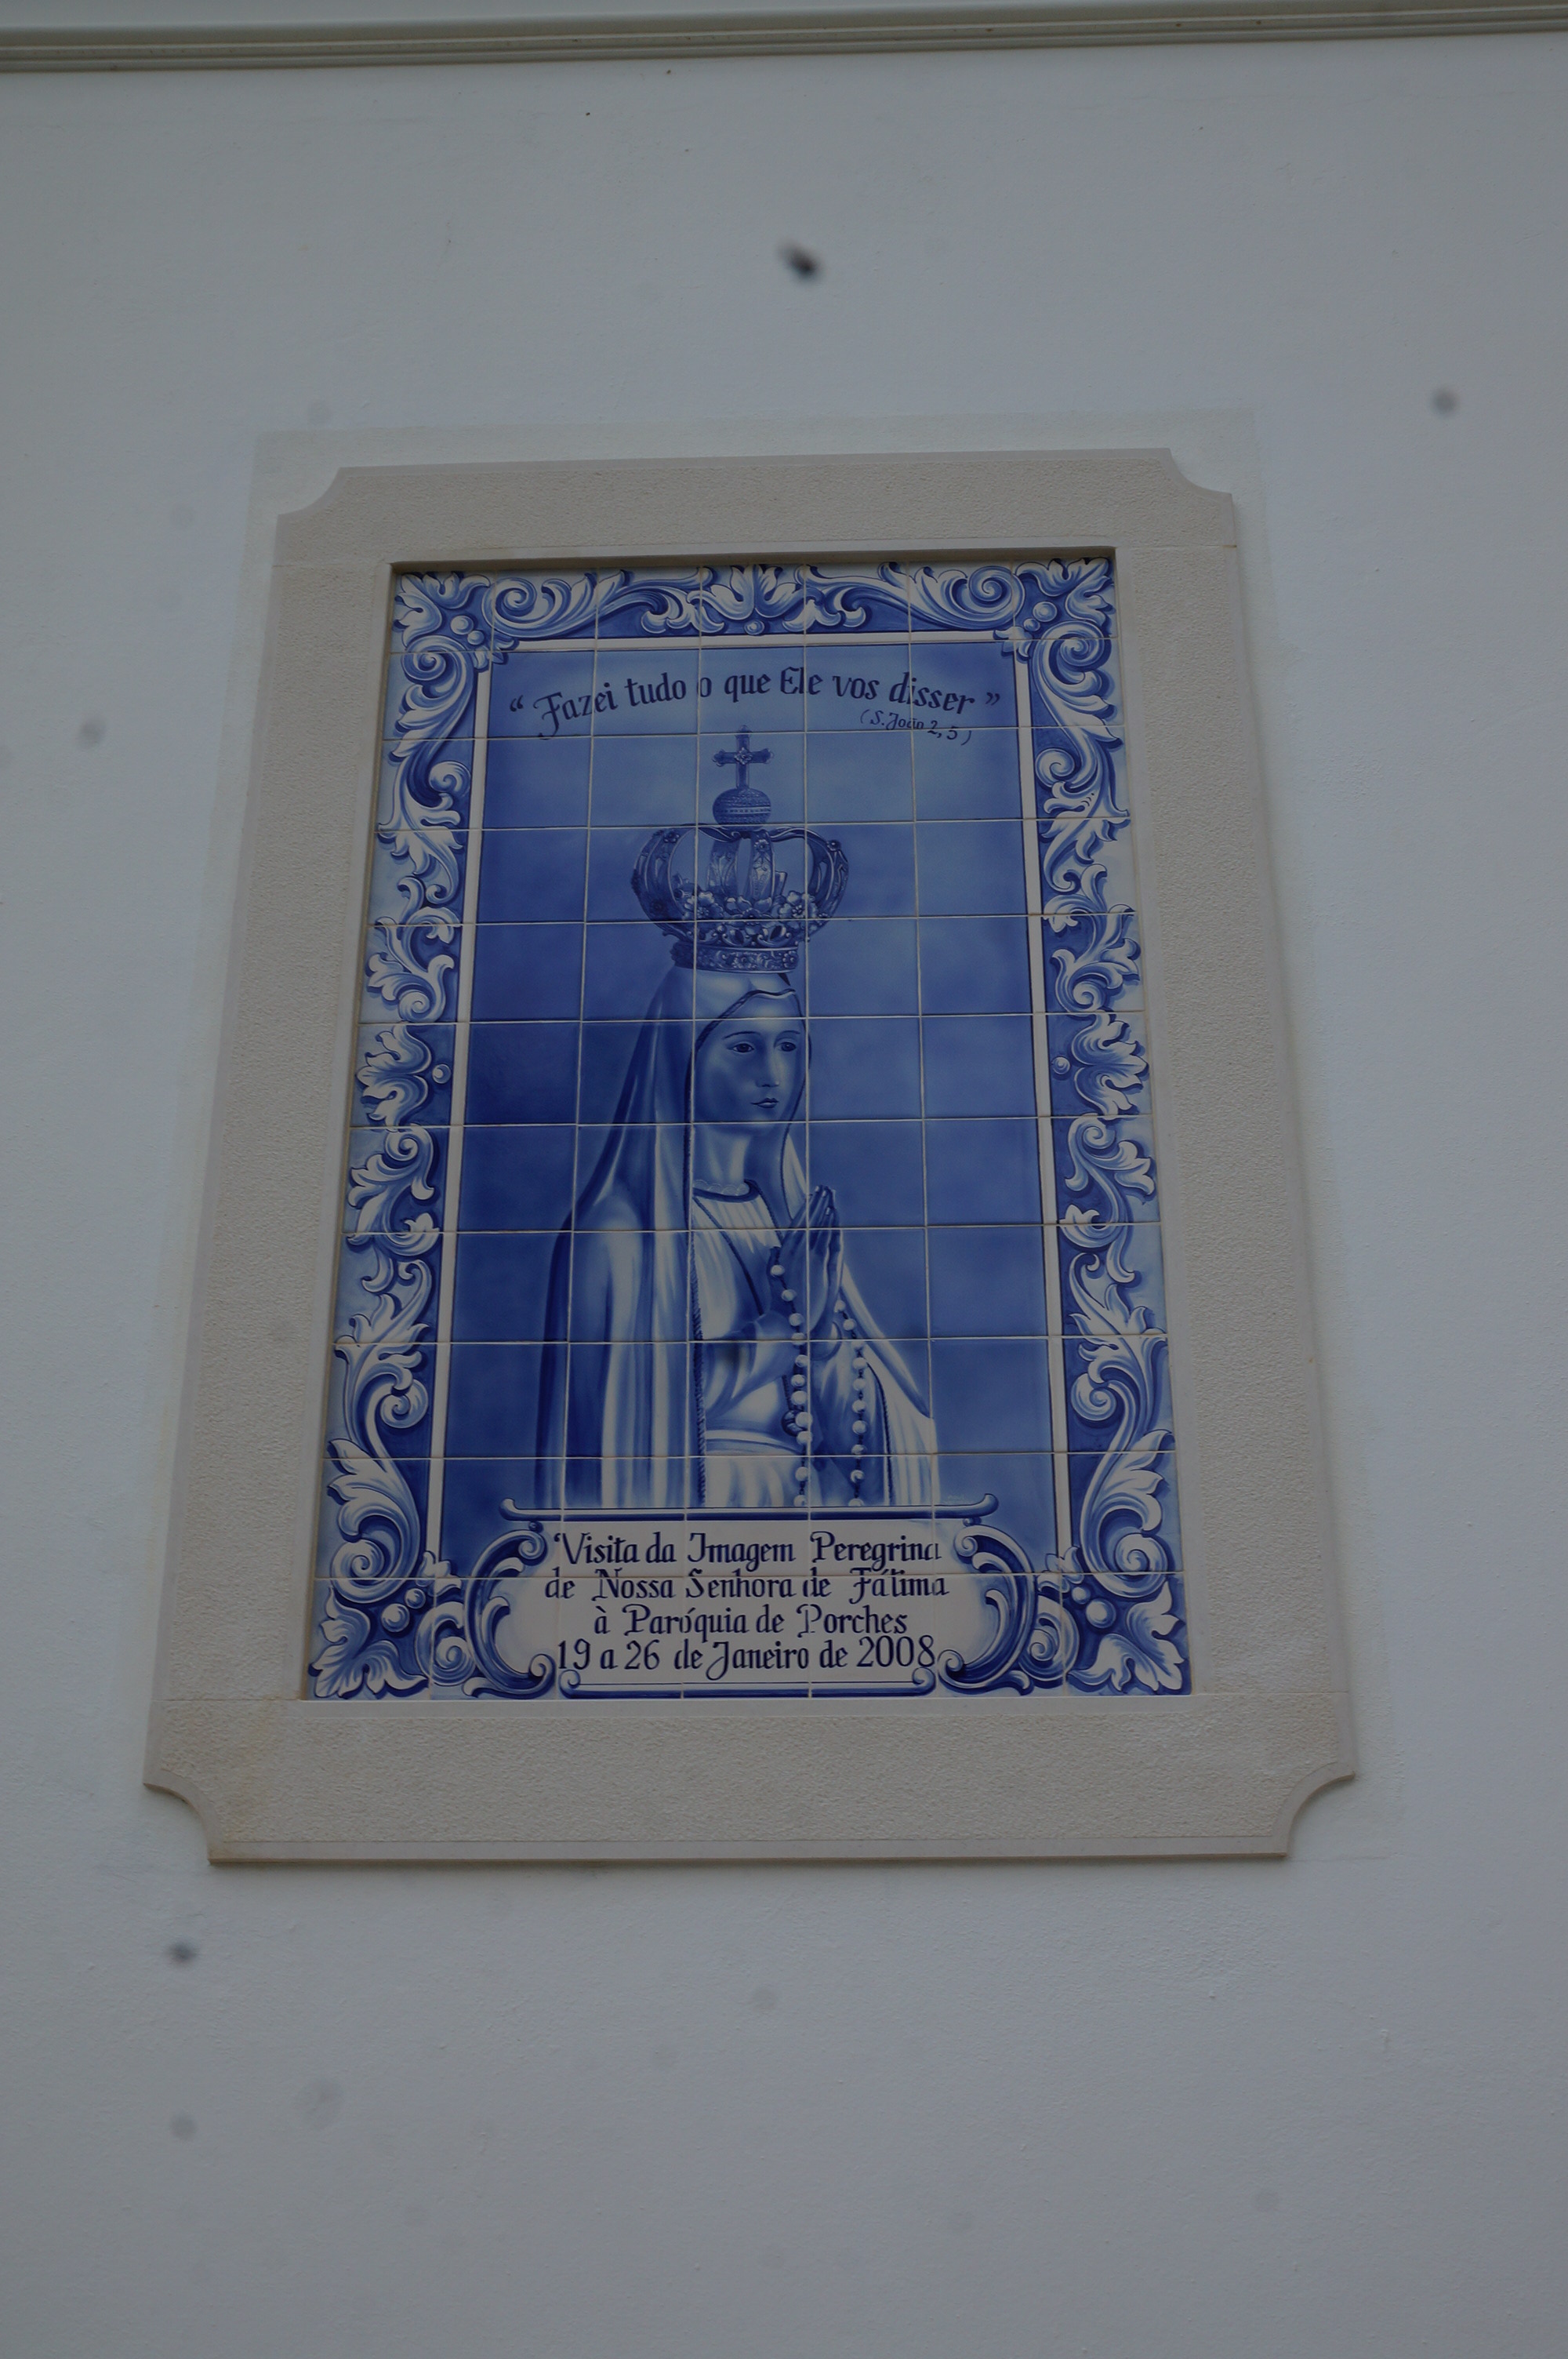 “Fazei tudo o que Ele vos disser”
(S. João 2, 5)
Visita da Imagem Peregrina
de Nossa Senhora de Fátima
à Paróquia de Porches
19 a 26 de Janeiro de 2008